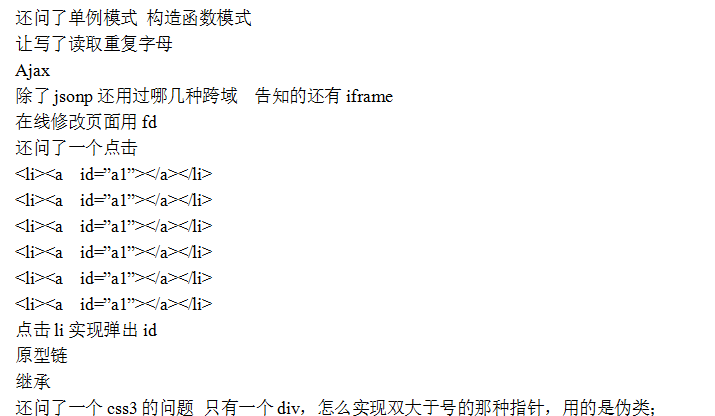 还问了单例模式 构造函数模式
让写了读取重复字母
Ajax
除了 jsonp 还用过哪几种跨域  告知的还有 iframe
在线修改页面用 fd
还问了一个点击
<li><a  id=”a1”></a></li>
<li><a  id=”a1”></a></li>
<li><a  id=”a1”></a></li>
<li><a  id=”a1”></a></li>
<li><a  id=”a1”></a></li>
<li><a  id=”a1”></a></li>
点击 li 实现弹出 id
原型链
继承
还问了一个 css3 的问题 只有一个 div，怎么实现双大于号的那种指针，用的是伪类；